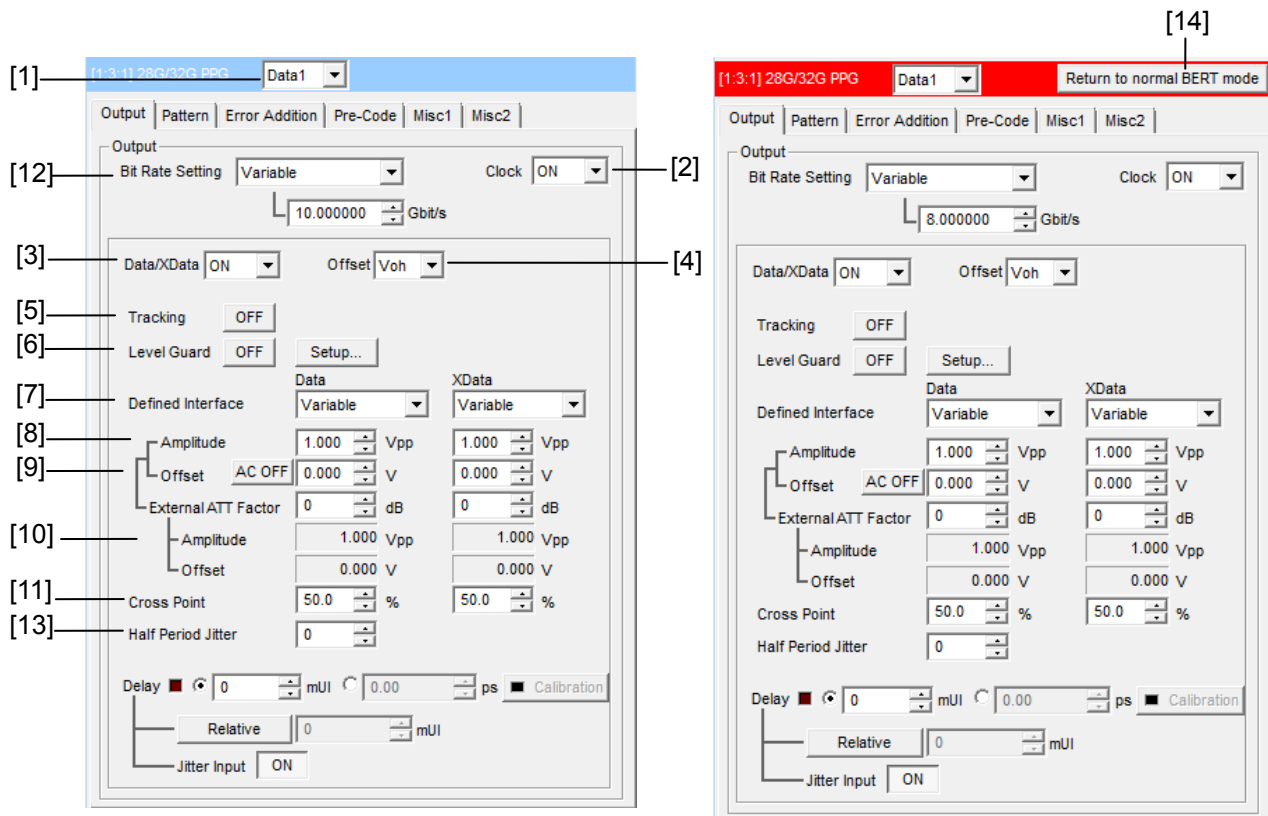 [14]
[1]
[1:3:1] 28G/32G PPG Data1
Output Pattern Error Addition Pre-Code Misc1 Misc2
Output
[12] Bit Rate Setting Variable Clock ON [2]
10.000000 Gbit/s
[3] Data/XData ON Offset Voh [4]
[5] Tracking OFF
[6] Level Guard OFF Setup...
Data XData
[7] Defined Interface Variable Variable
[8] Amplitude 1.000 Vpp 1.000 Vpp
[9] Offset AC OFF 0.000 V 0.000 V
External ATT Factor 0 dB 0 dB
[10] Amplitude 1.000 Vpp 1.000 Vpp
Offset 0.000 V 0.000 V
[11] Cross Point 50.0 % 50.0 %
[13] Half Period Jitter 0
Delay 0 mUI 0.00 ps Calibration
Relative 0 mUI
Jitter Input ON
[1:3:1] 28G/32G PPG Data1 Return to normal BERT mode
Output Pattern Error Addition Pre-Code Misc1 Misc2
Output
Bit Rate Setting Variable Clock ON
8.000000 Gbit/s
Data/XData ON Offset Voh
Tracking OFF
Level Guard OFF Setup...
Data XData
Defined Interface Variable Variable
Amplitude 1.000 Vpp 1.000 Vpp
Offset AC OFF 0.000 V 0.000 V
External ATT Factor 0 dB 0 dB
Amplitude 1.000 Vpp 1.000 Vpp
Offset 0.000 V 0.000 V
Cross Point 50.0 % 50.0 %
Half Period Jitter 0
Delay 0 mUI 0.00 ps Calibration
Relative 0 mUI
Jitter Input ON